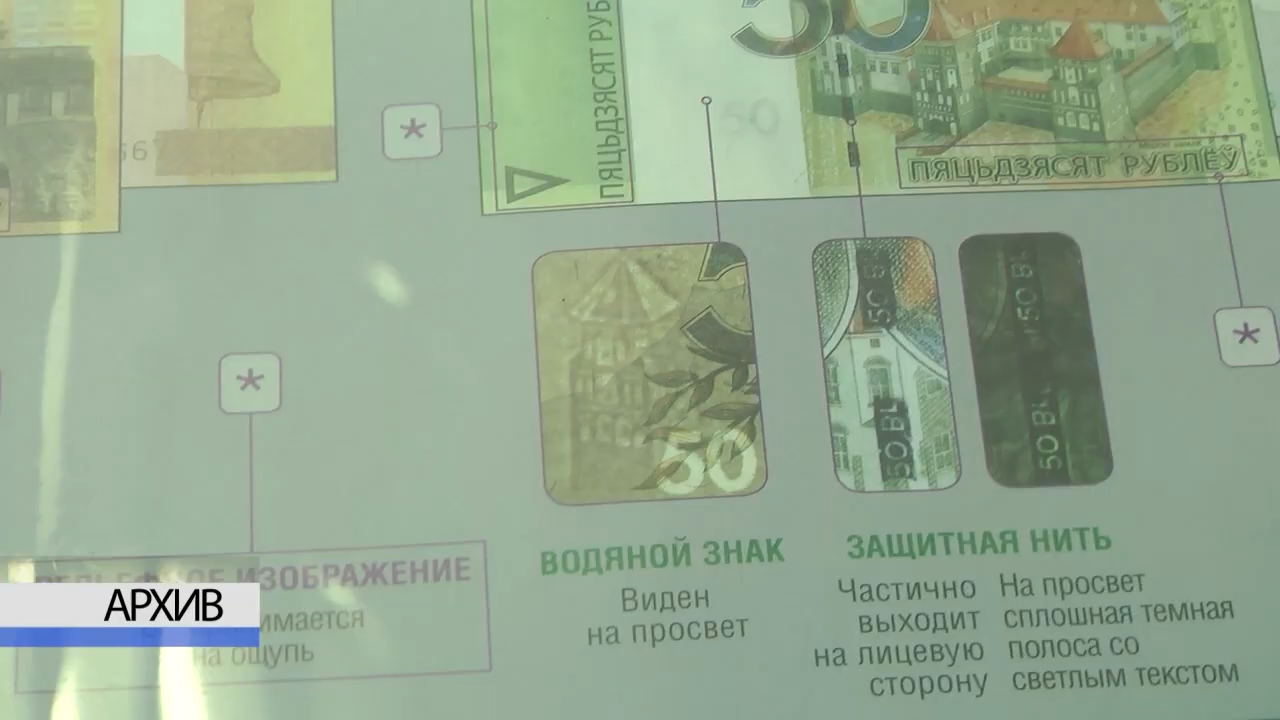 50
ПЯЦЬДЗЯСЯТ РУБ
50
ПЯЦЬДЗЯСЯТ РУБЛЁЎ
50
50 BL
50 BL
50 BL
50 BL
ВОДЯНОЙ ЗНАК
Виден
на просвет
ЗАЩИТНАЯ НИТЬ
Частично
выходит
на лицевую
сторону
На просвет
сплошная темная
полоса со
светлым текстом
ИЗОБРАЖЕНИЕ
на ощупь
АРХИВ